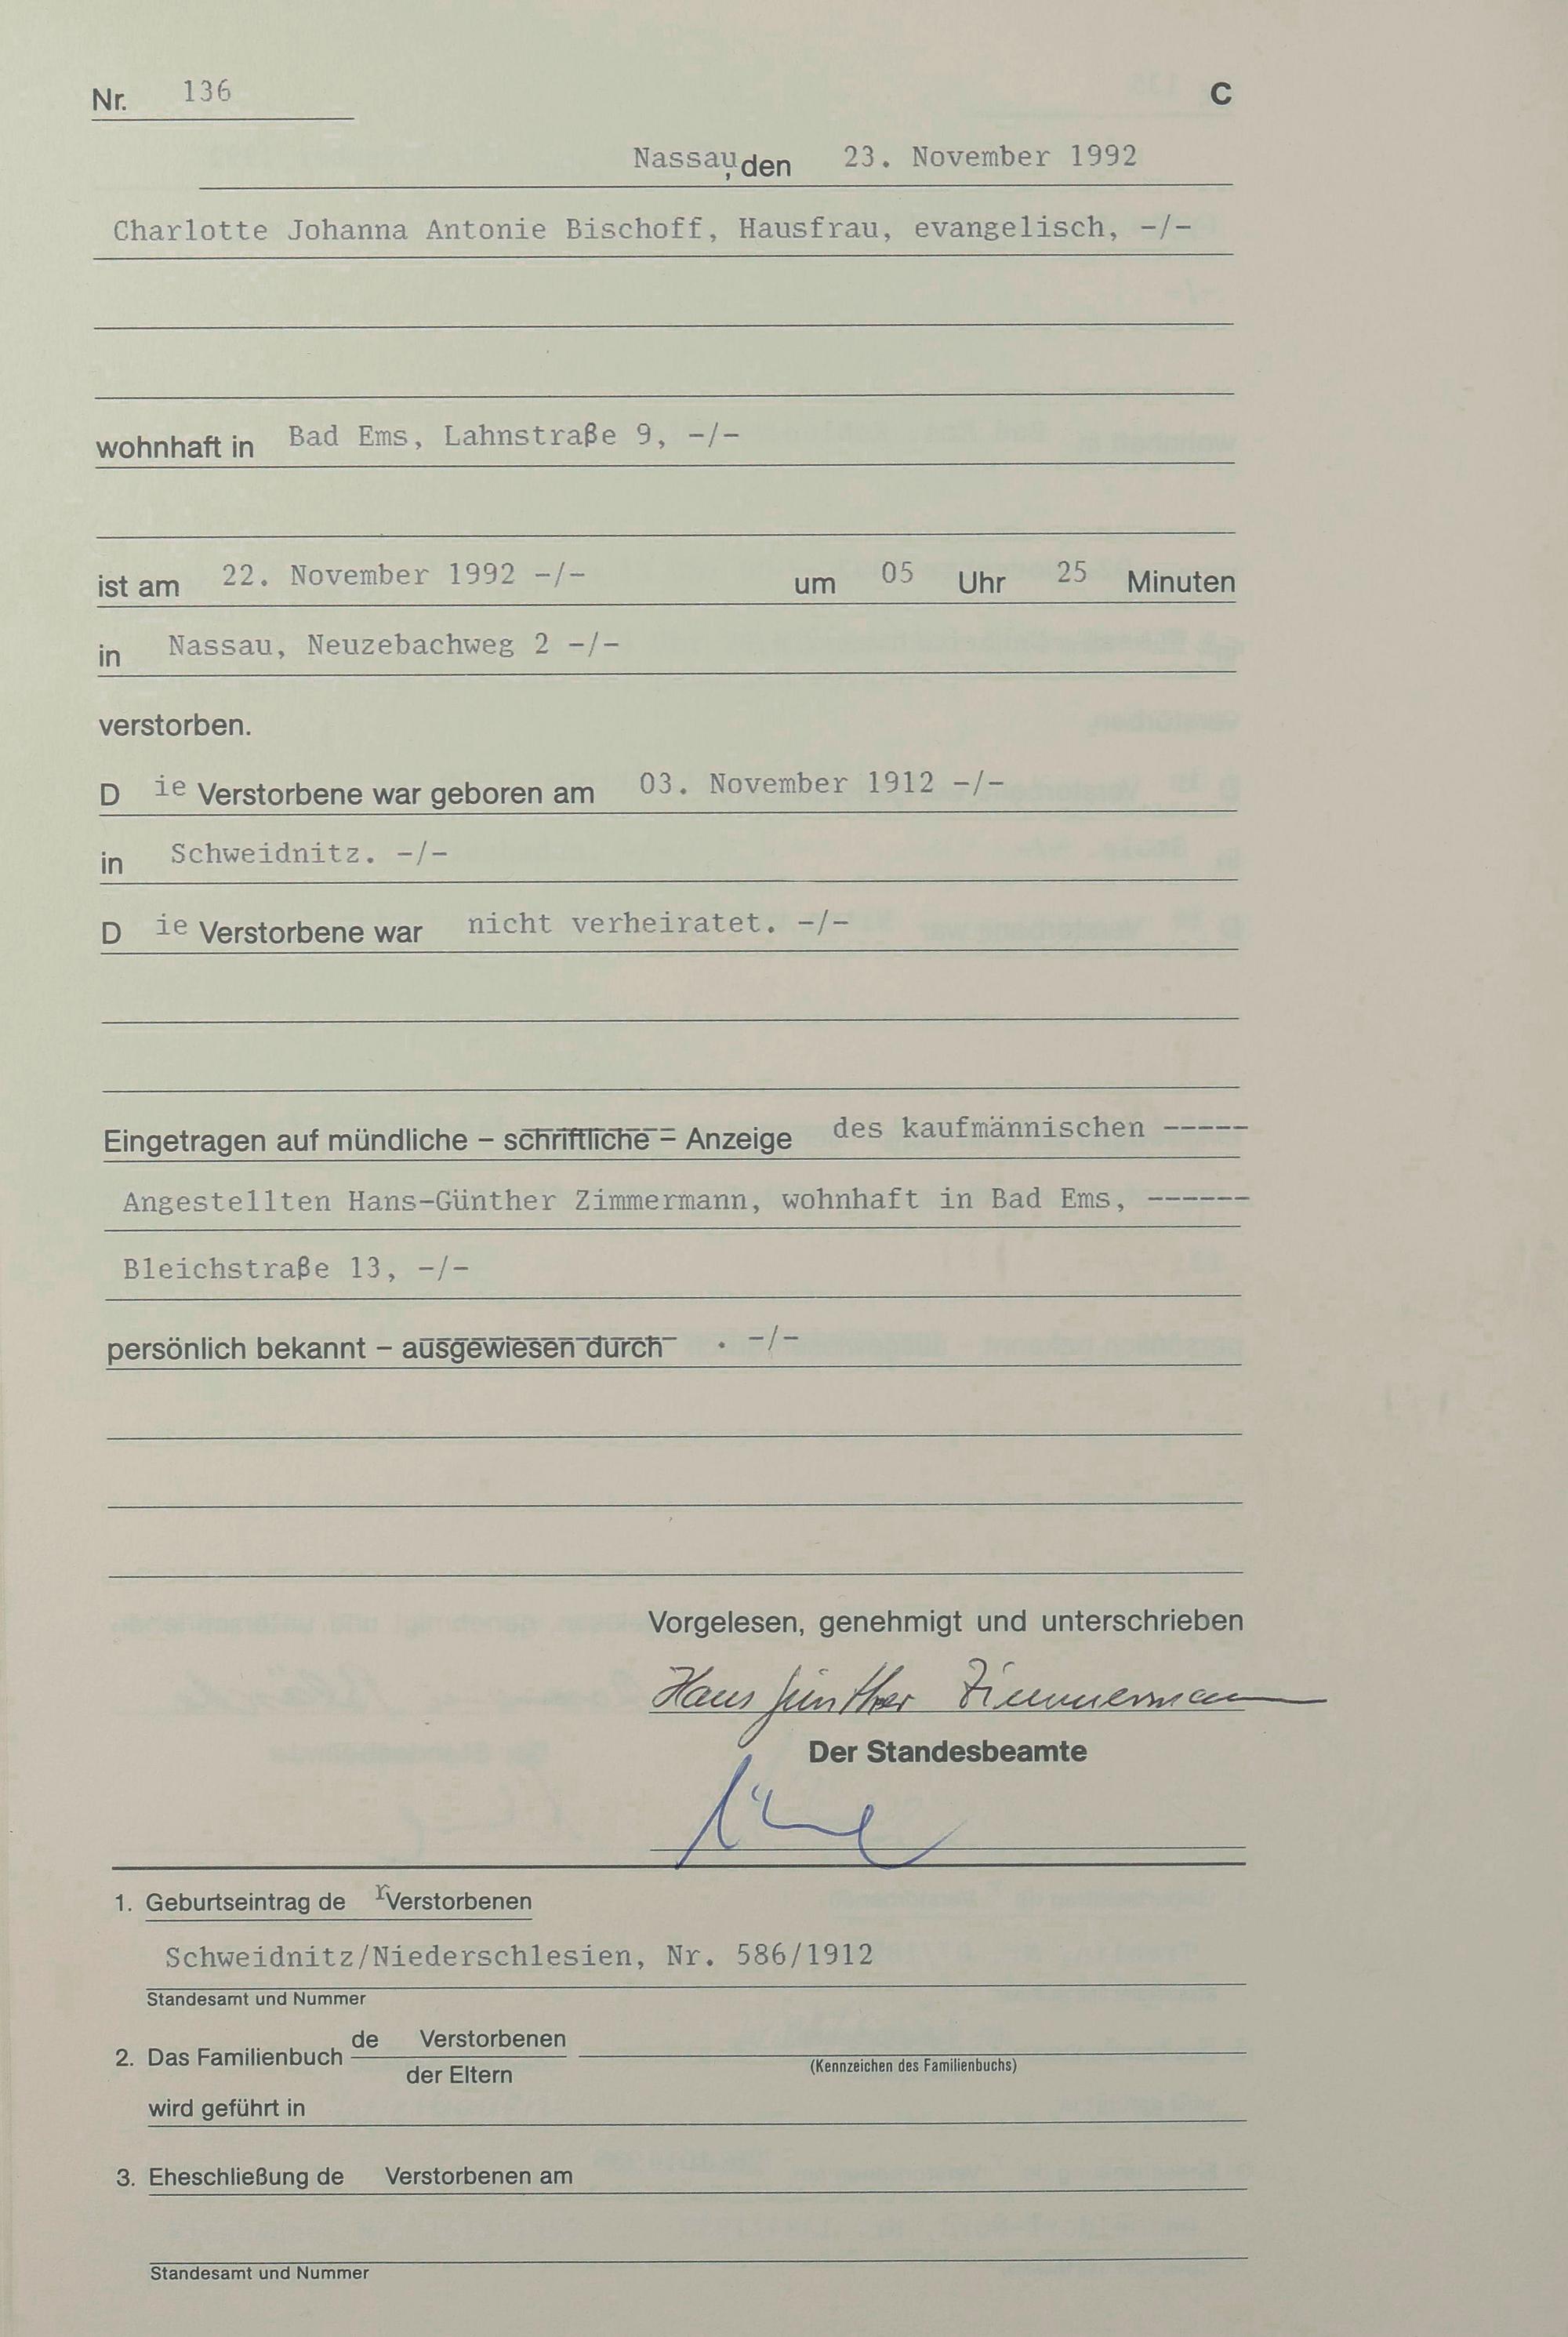 Nr. 136 C
Nassau, den 23. November 1992
Charlotte Johanna Antonie Bischoff, Hausfrau, evangelisch, -/-
wohnhaft in Bad Ems, Lahnstraße 9, -/-
ist am 22. November 1992 -/- um 05 Uhr 25 Minuten
in Nassau, Neuzebachweg 2 -/-
verstorben.
Die Verstorbene war geboren am 03. November 1912 -/-
in Schweidnitz. -/-
Die Verstorbene war nicht verheiratet. -/-
Eingetragen auf mündliche – schriftliche – Anzeige des kaufmännischen -----
Angestellten Hans-Günther Zimmermann, wohnhaft in Bad Ems, ------
Bleichstraße 13, -/-
persönlich bekannt – ausgewiesen durch . -/-
Vorgelesen, genehmigt und unterschrieben
Hans Günther Zimmermann
Der Standesbeamte
1. Geburtseintrag der Verstorbenen
Schweidnitz/Niederschlesien, Nr. 586/1912
Standesamt und Nummer
de Verstorbenen
2. Das Familienbuch
der Eltern
(Kennzeichen des Familienbuchs)
wird geführt in
3. Eheschließung de Verstorbenen am
Standesamt und Nummer